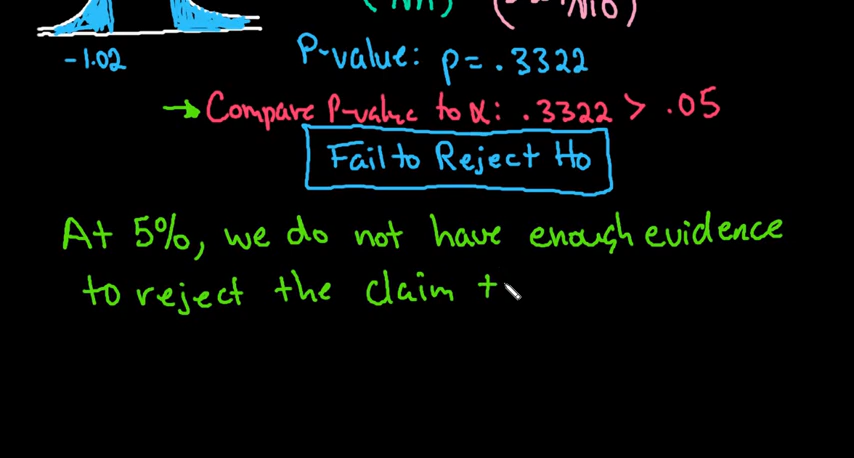 -1.02
P-value: p = .3322
→ Compare P-value to α: .3322 > .05
Fail to Reject Ho
At 5%, we do not have enough evidence
to reject the claim t